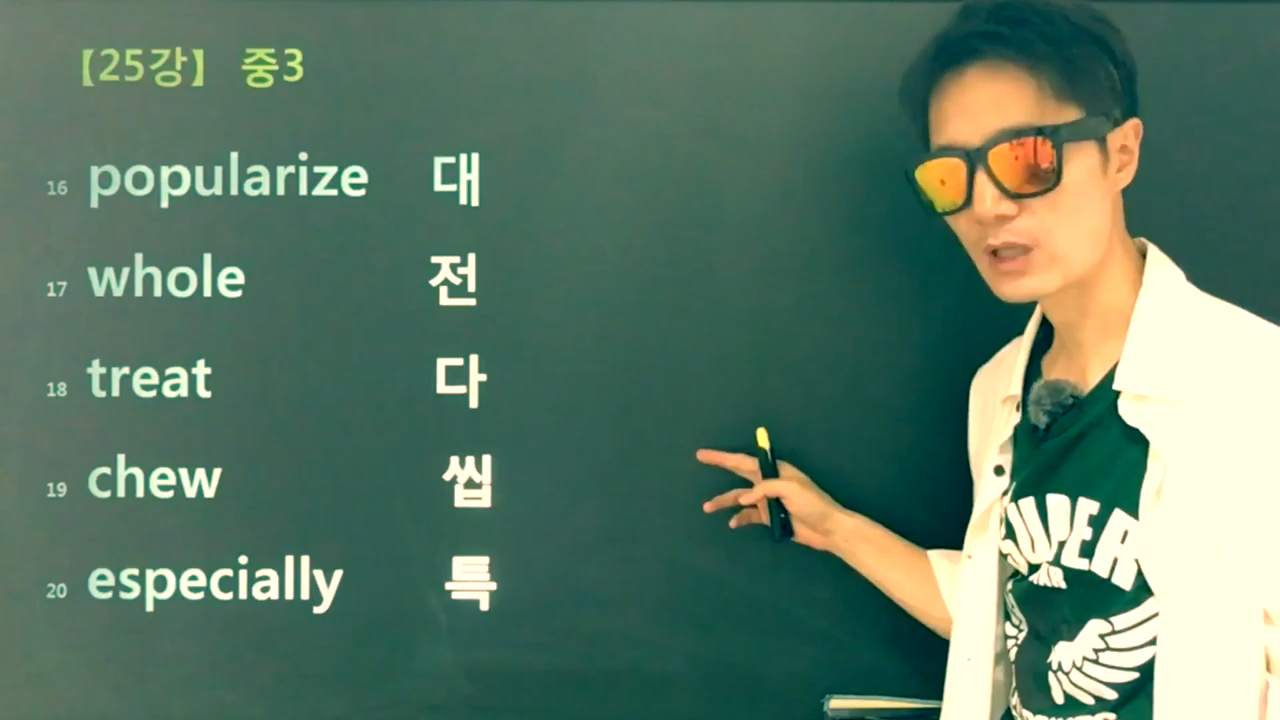 【25강】 중3
16 popularize 대
17 whole 전
18 treat 다
19 chew 씹
20 especially 특
SUPER